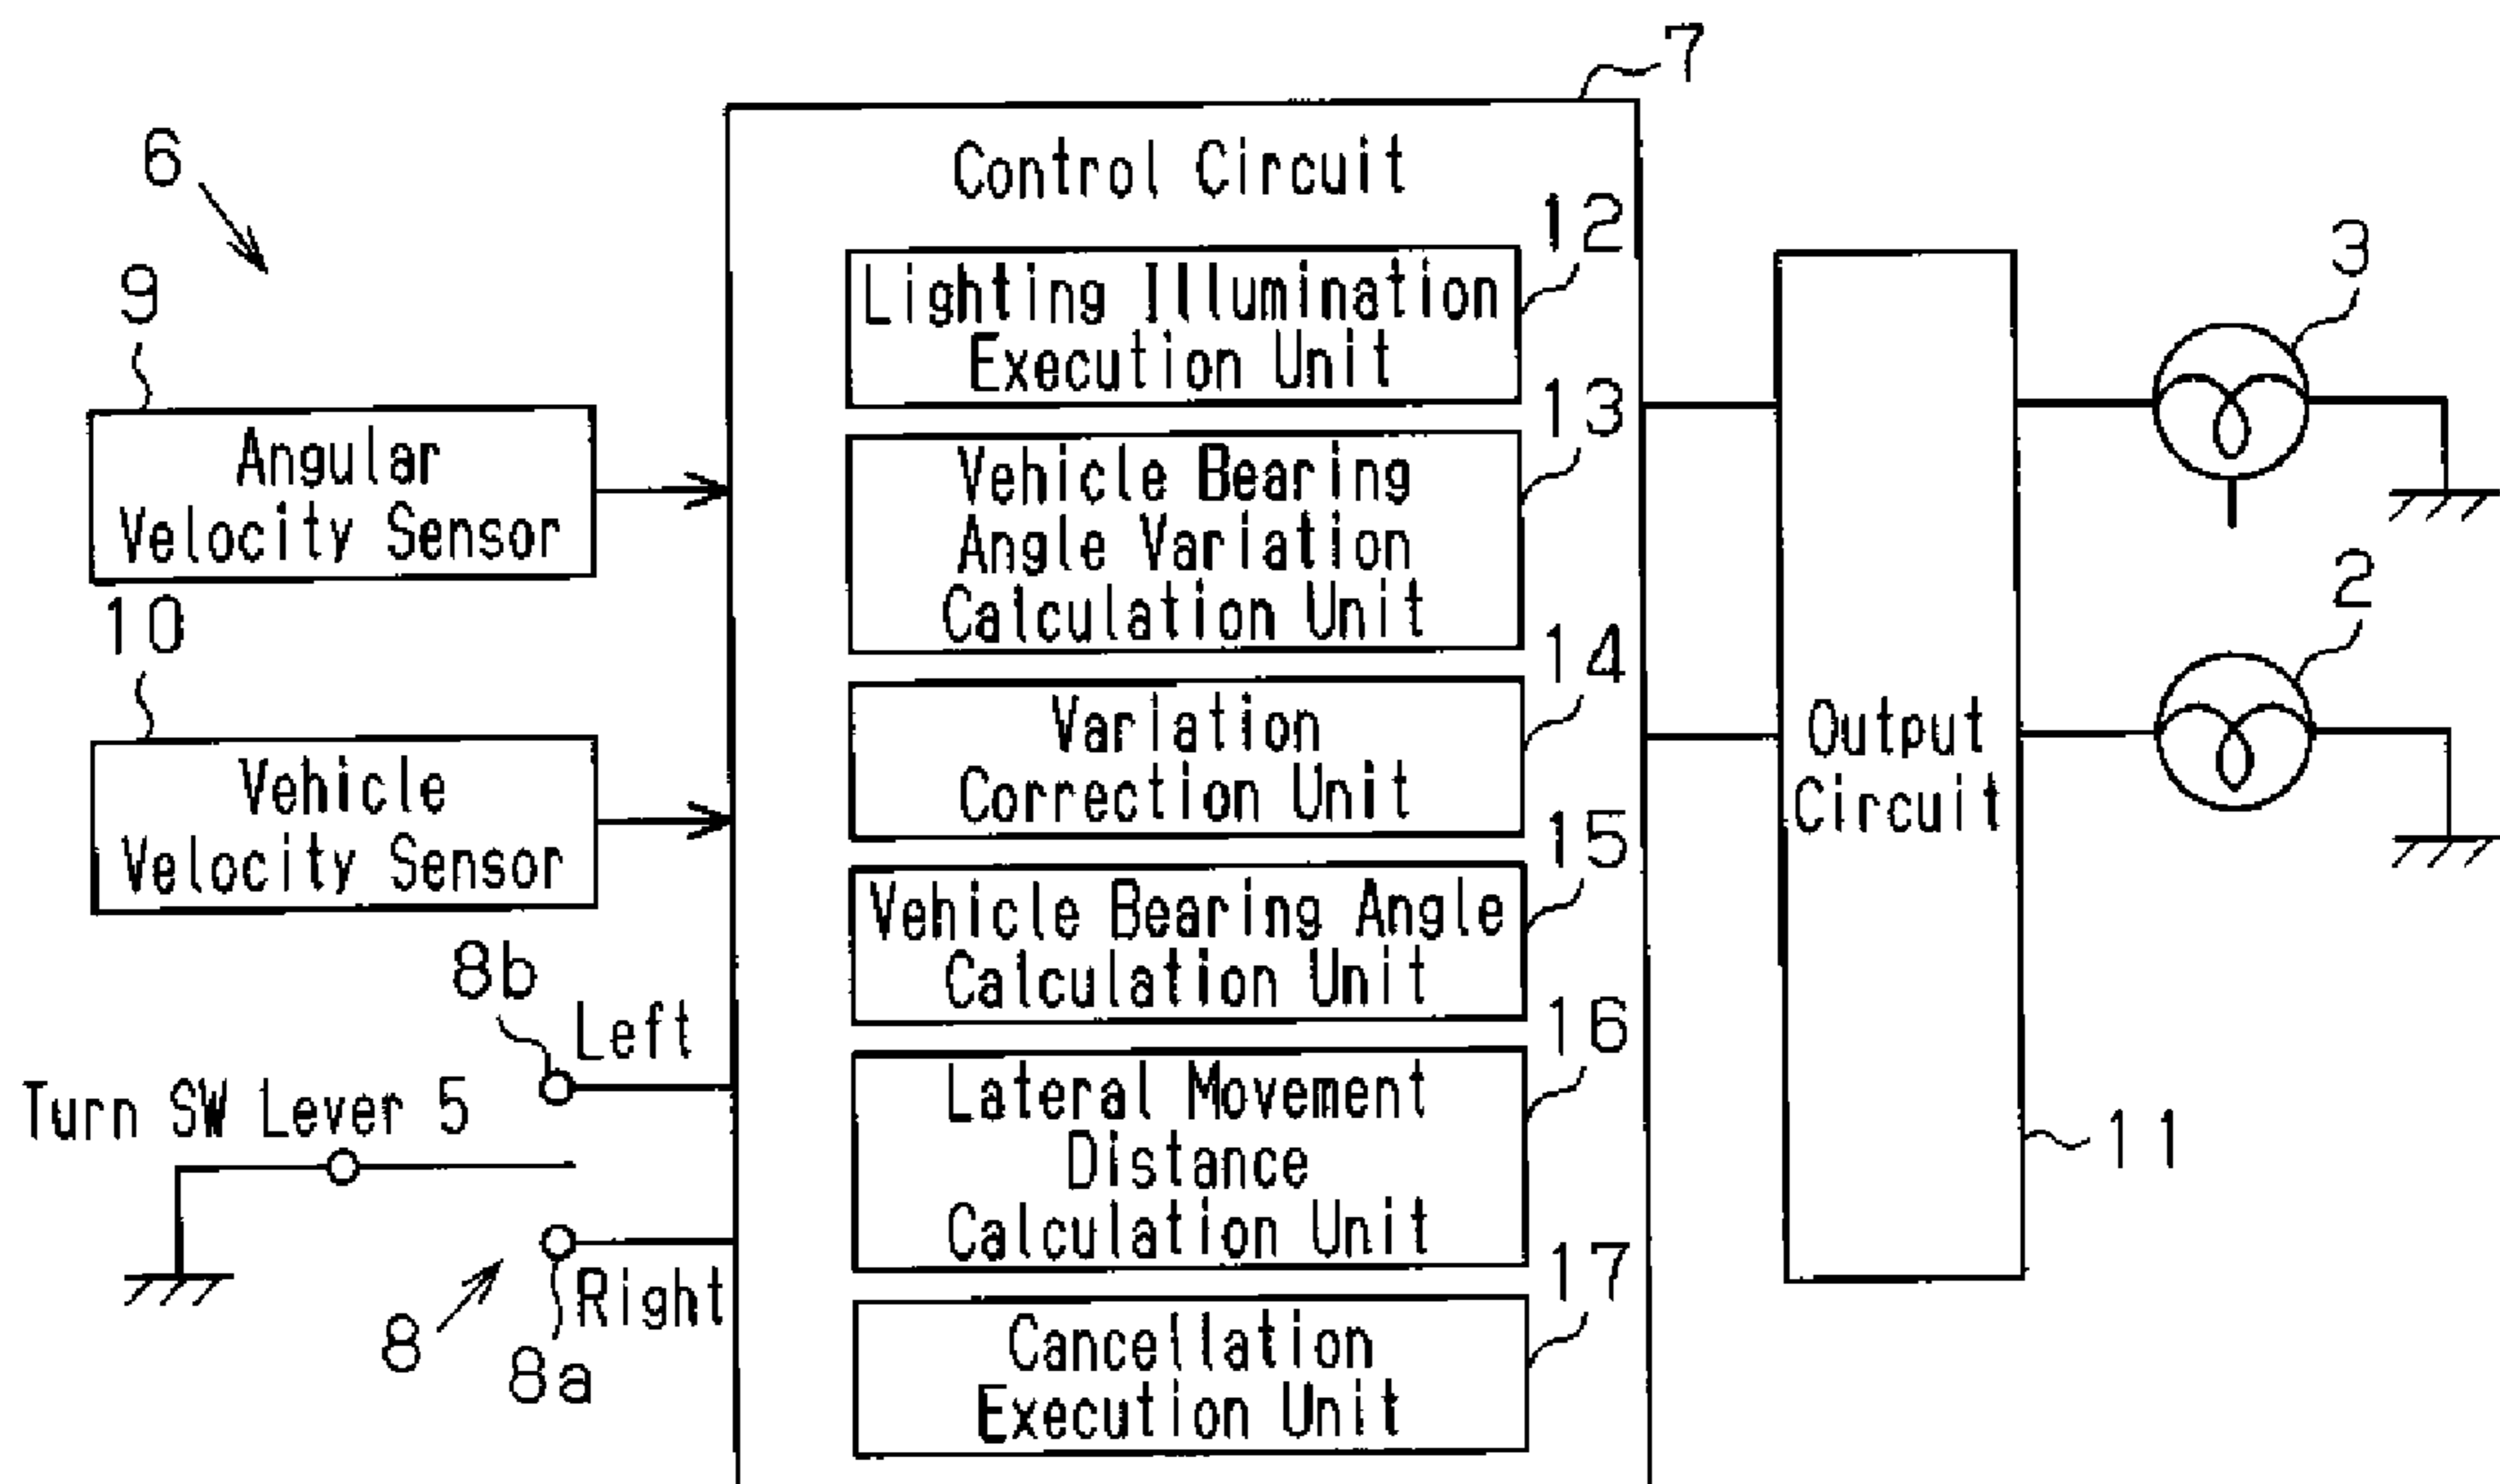 7
6
Control Circuit
12
Lighting Illumination
Execution Unit
3
9
13
Angular
Velocity Sensor
Vehicle Bearing
Angle Variation
Calculation Unit
2
10
14
Vehicle
Velocity Sensor
Variation
Correction Unit
Output
Circuit
15
Vehicle Bearing Angle
Calculation Unit
8b
Left
16
Turn SW Lever 5
Lateral Movement
Distance
Calculation Unit
11
17
8
8a
Right
Cancellation
Execution Unit